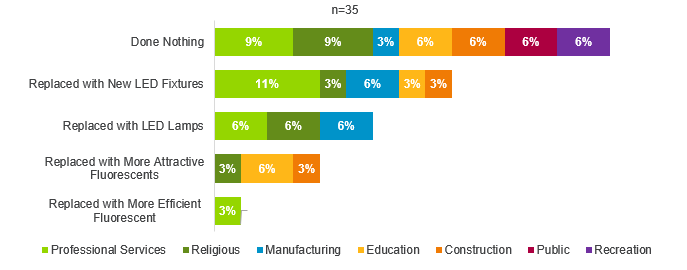 n=35
Done Nothing
9% 9% 3% 6% 6% 6% 6%
Replaced with New LED Fixtures
11% 3% 6% 3% 3%
Replaced with LED Lamps
6% 6% 6%
Replaced with More Attractive
Fluorescents
3% 6% 3%
Replaced with More Efficient
Fluorescent
3%
Professional Services Religious Manufacturing Education Construction Public Recreation